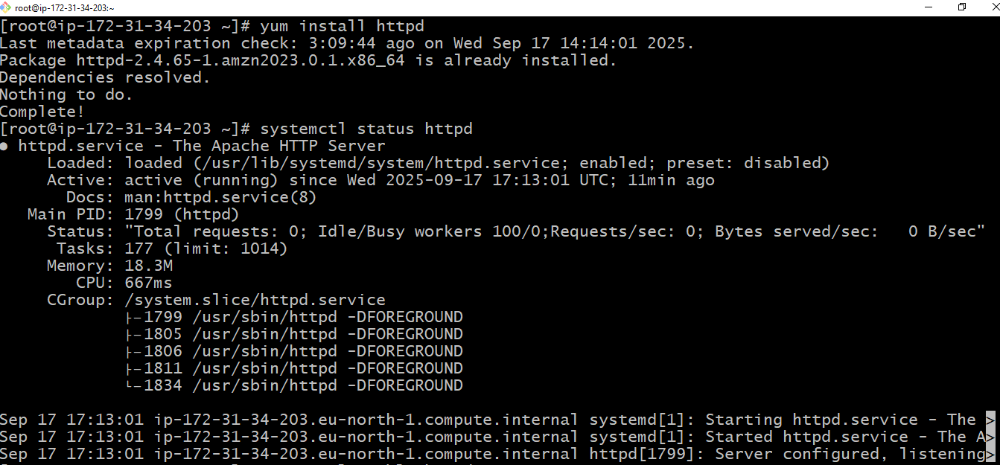 root@ip-172-31-34-203:~
[root@ip-172-31-34-203 ~]# yum install httpd
Last metadata expiration check: 3:09:44 ago on Wed Sep 17 14:14:01 2025.
Package httpd-2.4.65-1.amzn2023.0.1.x86_64 is already installed.
Dependencies resolved.
Nothing to do.
Complete!
[root@ip-172-31-34-203 ~]# systemctl status httpd
● httpd.service - The Apache HTTP Server
     Loaded: loaded (/usr/lib/systemd/system/httpd.service; enabled; preset: disabled)
     Active: active (running) since Wed 2025-09-17 17:13:01 UTC; 11min ago
       Docs: man:httpd.service(8)
   Main PID: 1799 (httpd)
     Status: "Total requests: 0; Idle/Busy workers 100/0;Requests/sec: 0; Bytes served/sec:   0 B/sec"
      Tasks: 177 (limit: 1014)
     Memory: 18.3M
        CPU: 667ms
     CGroup: /system.slice/httpd.service
             ├─1799 /usr/sbin/httpd -DFOREGROUND
             ├─1805 /usr/sbin/httpd -DFOREGROUND
             ├─1806 /usr/sbin/httpd -DFOREGROUND
             ├─1811 /usr/sbin/httpd -DFOREGROUND
             └─1834 /usr/sbin/httpd -DFOREGROUND
Sep 17 17:13:01 ip-172-31-34-203.eu-north-1.compute.internal systemd[1]: Starting httpd.service - The >
Sep 17 17:13:01 ip-172-31-34-203.eu-north-1.compute.internal systemd[1]: Started httpd.service - The A>
Sep 17 17:13:01 ip-172-31-34-203.eu-north-1.compute.internal httpd[1799]: Server configured, listening>